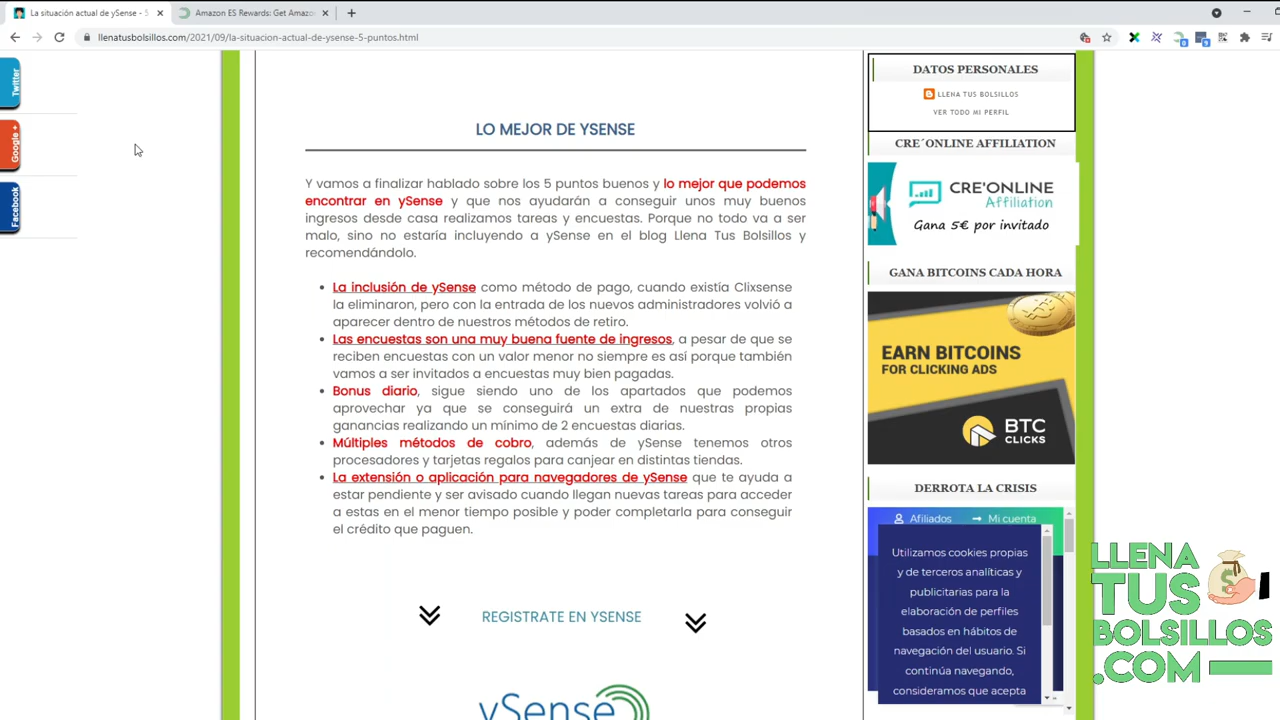 La situación actual de ySense - 5
Amazon ES Rewards: Get Amazo
llenatusbolsillos.com/2021/09/la-situacion-actual-de-ysense-5-puntos.html
Twitter
Google +
Facebook
LO MEJOR DE YSENSE
Y vamos a finalizar hablado sobre los 5 puntos buenos y lo mejor que podemos
encontrar en ySense y que nos ayudarán a conseguir unos muy buenos
ingresos desde casa realizamos tareas y encuestas. Porque no todo va a ser
malo, sino no estaría incluyendo a ySense en el blog Llena Tus Bolsillos y
recomendándolo.
• La inclusión de ySense como método de pago, cuando existía Clixsense
la eliminaron, pero con la entrada de los nuevos administradores volvió a
aparecer dentro de nuestros métodos de retiro.
• Las encuestas son una muy buena fuente de ingresos, a pesar de que se
reciben encuestas con un valor menor no siempre es así porque también
vamos a ser invitados a encuestas muy bien pagadas.
• Bonus diario, sigue siendo uno de los apartados que podemos
aprovechar ya que se conseguirá un extra de nuestras propias
ganancias realizando un mínimo de 2 encuestas diarias.
• Múltiples métodos de cobro, además de ySense tenemos otros
procesadores y tarjetas regalos para canjear en distintas tiendas.
• La extensión o aplicación para navegadores de ySense que te ayuda a
estar pendiente y ser avisado cuando llegan nuevas tareas para acceder
a estas en el menor tiempo posible y poder completarla para conseguir
el crédito que paguen.
REGISTRATE EN YSENSE
ySense
DATOS PERSONALES
LLENA TUS BOLSILLOS
VER TODO MI PERFIL
CRE´ONLINE AFFILIATION
CRE'ONLINE
Affiliation
Gana 5€ por invitado
GANA BITCOINS CADA HORA
EARN BITCOINS
FOR CLICKING ADS
BTC
CLICKS
DERROTA LA CRISIS
Afiliados
Mi cuenta
Utilizamos cookies propias
y de terceros analíticas y
publicitarias para la
elaboración de perfiles
basados en hábitos de
navegación del usuario. Si
continúa navegando,
consideramos que acepta
LLENA
TUS
BOLSILLOS
.COM